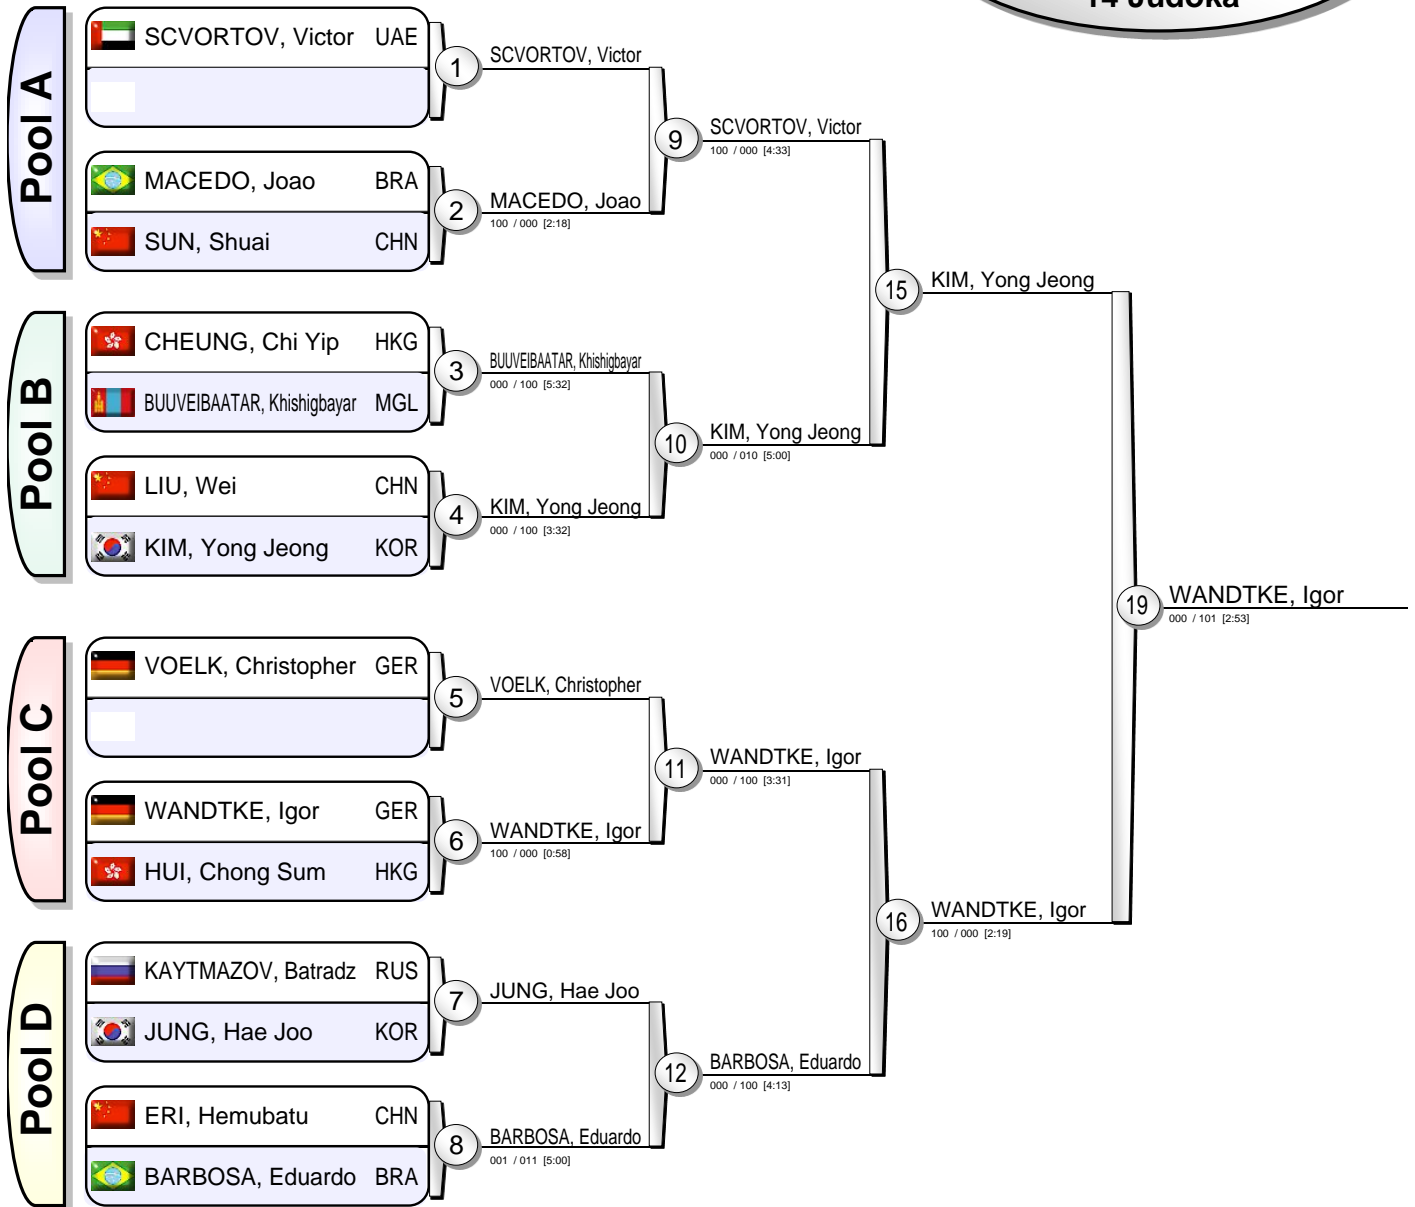 14 Judoka
Pool A
SCVORTOV, Victor UAE
MACEDO, Joao BRA
SUN, Shuai CHN
Pool B
CHEUNG, Chi Yip HKG
BUUVEIBAATAR, Khishigbayar MGL
LIU, Wei CHN
KIM, Yong Jeong KOR
Pool C
VOELK, Christopher GER
WANDTKE, Igor GER
HUI, Chong Sum HKG
Pool D
KAYTMAZOV, Batradz RUS
JUNG, Hae Joo KOR
ERI, Hemubatu CHN
BARBOSA, Eduardo BRA
1 SCVORTOV, Victor
2 MACEDO, Joao
100 / 000 [2:18]
3 BUUVEIBAATAR, Khishigbayar
000 / 100 [5:32]
4 KIM, Yong Jeong
000 / 100 [3:32]
5 VOELK, Christopher
6 WANDTKE, Igor
100 / 000 [0:58]
7 JUNG, Hae Joo
8 BARBOSA, Eduardo
001 / 011 [5:00]
9 SCVORTOV, Victor
100 / 000 [4:33]
10 KIM, Yong Jeong
000 / 010 [5:00]
11 WANDTKE, Igor
000 / 100 [3:31]
12 BARBOSA, Eduardo
000 / 100 [4:13]
15 KIM, Yong Jeong
16 WANDTKE, Igor
100 / 000 [2:19]
19 WANDTKE, Igor
000 / 101 [2:53]